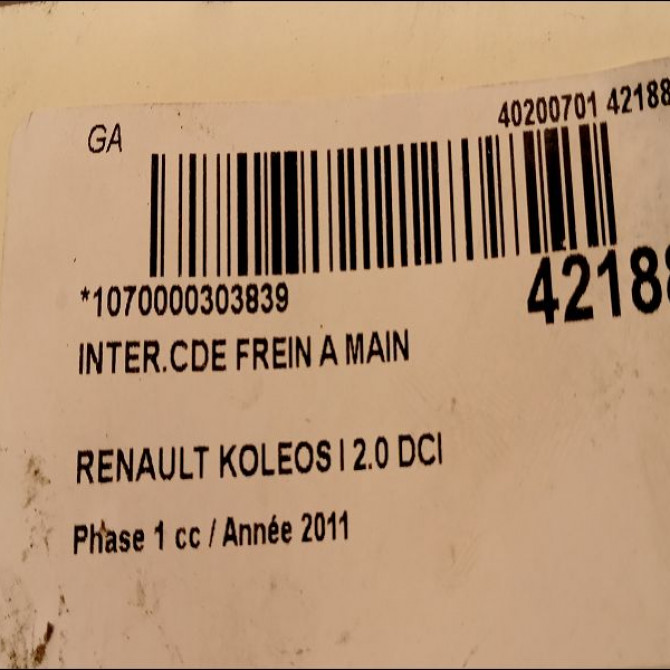 GA
40200701 42188
*1070000303839
42188
INTER.CDE FREIN A MAIN
RENAULT KOLEOS I 2.0 DCI
Phase 1 cc / Année 2011